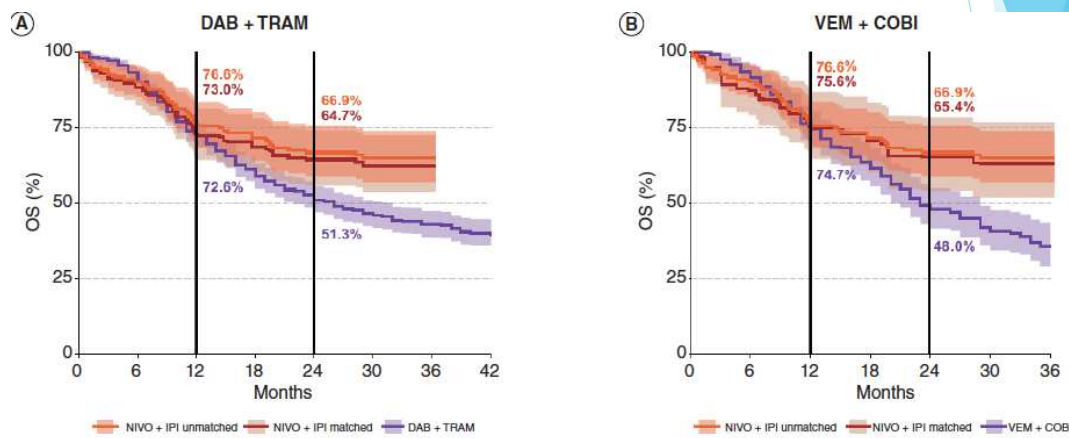 A DAB + TRAM
100
75
50
25
0
OS (%)
76.6%
73.0%
66.9%
64.7%
72.6%
51.3%
0 6 12 18 24 30 36 42
Months
NIVO + IPI unmatched NIVO + IPI matched DAB + TRAM
B VEM + COBI
100
75
50
25
0
OS (%)
76.6%
75.6%
66.9%
65.4%
74.7%
48.0%
0 6 12 18 24 30 36
Months
NIVO + IPI unmatched NIVO + IPI matched VEM + COBI